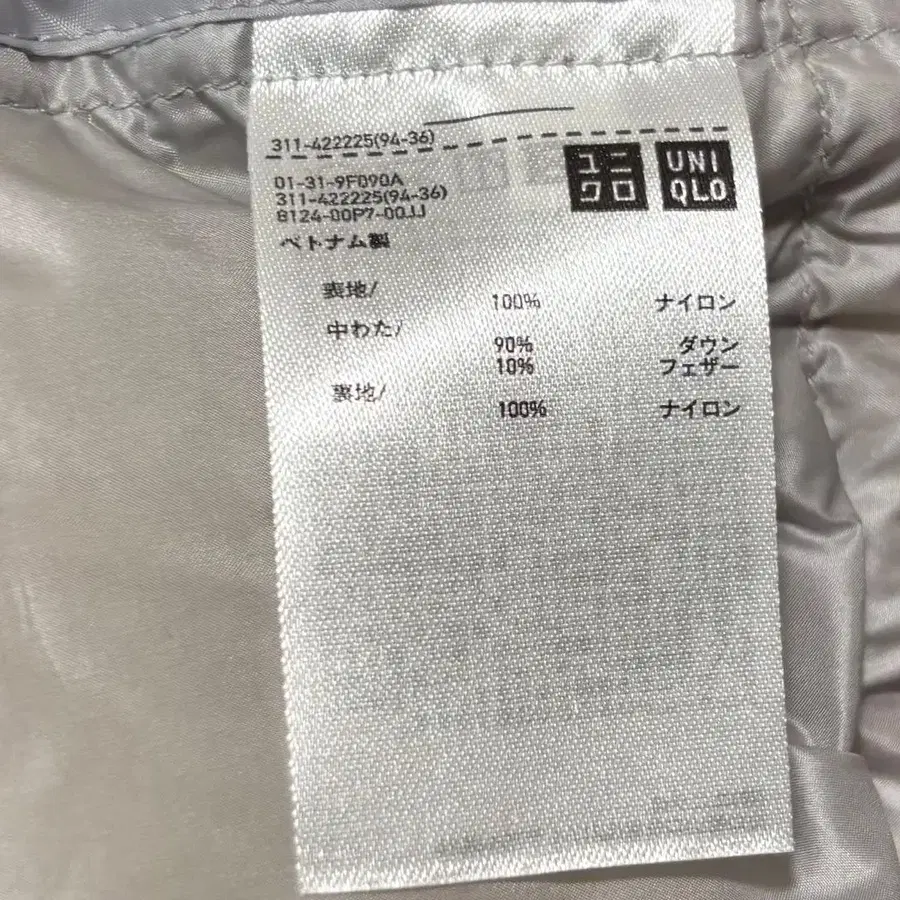 311-422225(94-36)
ユニ
クロ
UNI
QLO
01-31-9F090A
311-422225(94-36)
8124-00P7-00JJ
ベトナム製
表地/
100% ナイロン
中わた/
90% ダウン
10% フェザー
裏地/
100% ナイロン